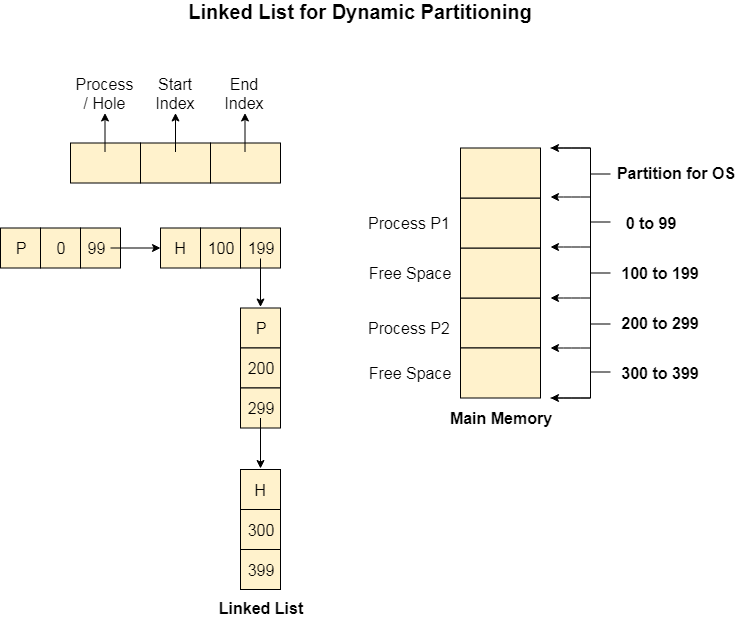 Linked List for Dynamic Partitioning
Process
/ Hole
Start
Index
End
Index
P 0 99
H 100 199
P
200
299
H
300
399
Linked List
Partition for OS
Process P1
0 to 99
Free Space
100 to 199
Process P2
200 to 299
Free Space
300 to 399
Main Memory